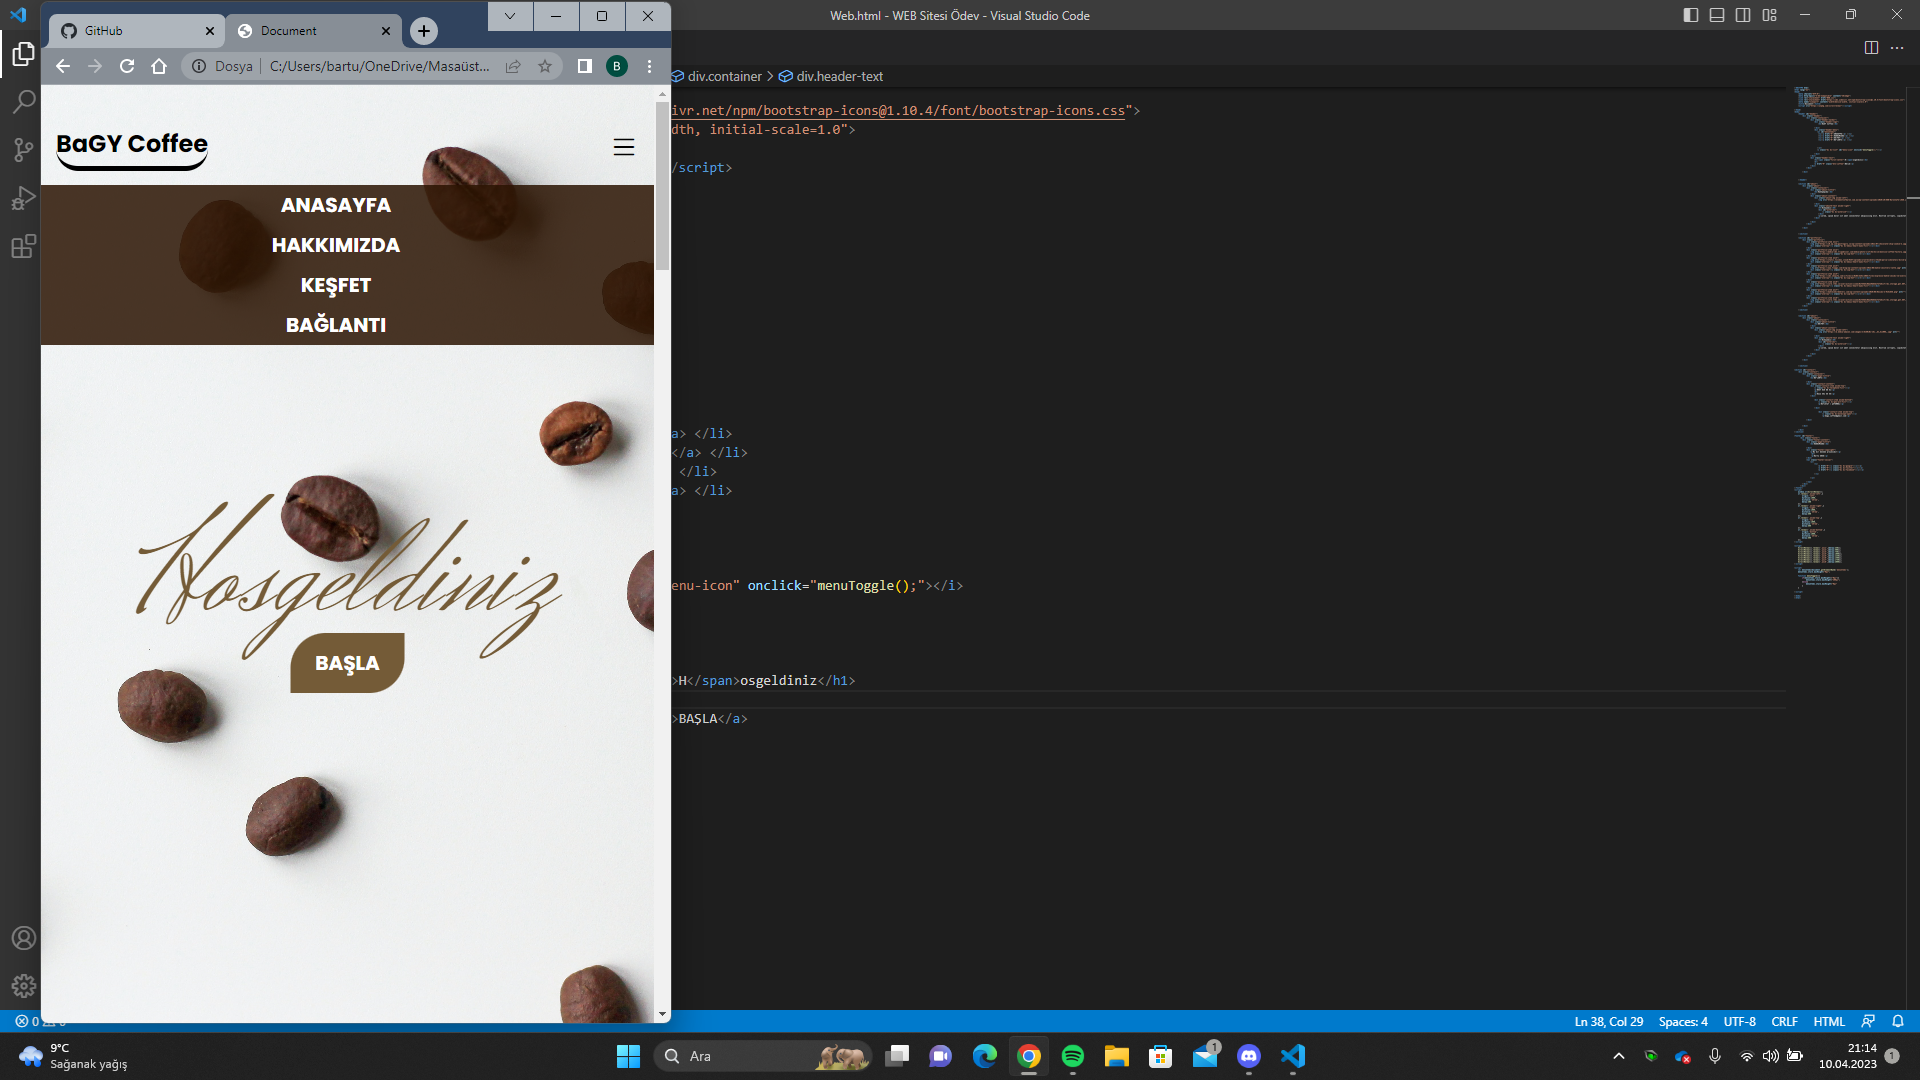 Web.html - WEB Sitesi Ödev - Visual Studio Code
GitHub
Document
Dosya
C:/Users/bartu/OneDrive/Masaüst...
B
div.container
div.header-text
BaGY Coffee
ANASAYFA
HAKKIMIZDA
KEŞFET
BAĞLANTI
Hosgeldiniz
BAŞLA
ivr.net/npm/bootstrap-icons@1.10.4/font/bootstrap-icons.css">
dth, initial-scale=1.0">
/script>
a> </li>
</a> </li>
</li>
a> </li>
enu-icon" onclick="menuToggle();"></i>
>H</span>osgeldiniz</h1>
>BAŞLA</a>
0
Ln 38, Col 29
Spaces: 4
UTF-8
CRLF
HTML
9°C
Sağanak yağış
Ara
1
21:14
10.04.2023
1